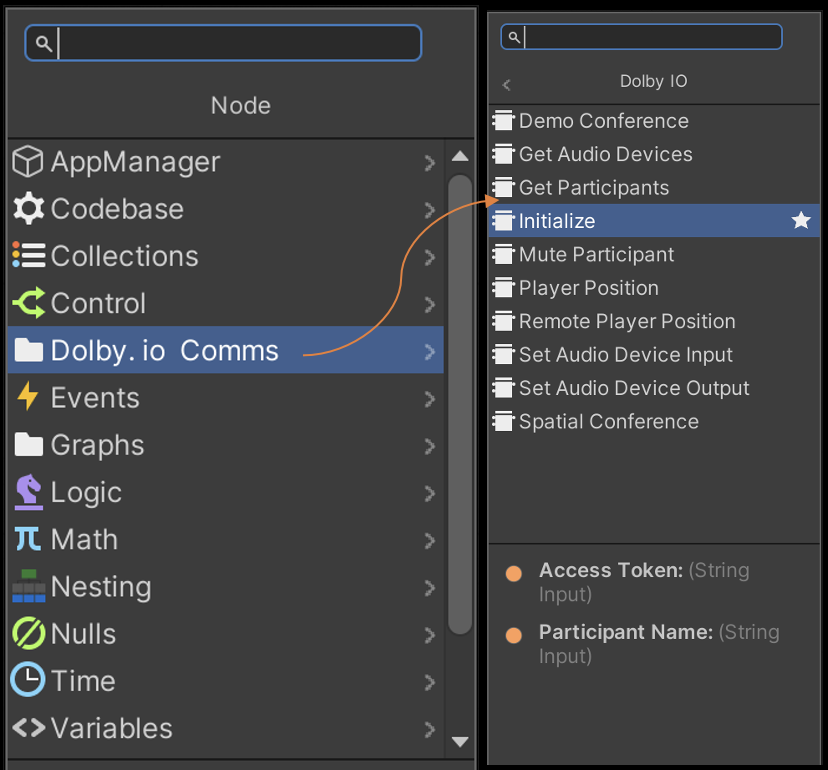 Node
AppManager
Codebase
Collections
Control
Dolby.io Comms
Events
Graphs
Logic
Math
Nesting
Nulls
Time
Variables
Dolby IO
Demo Conference
Get Audio Devices
Get Participants
Initialize
Mute Participant
Player Position
Remote Player Position
Set Audio Device Input
Set Audio Device Output
Spatial Conference
Access Token: (String
Input)
Participant Name: (String
Input)